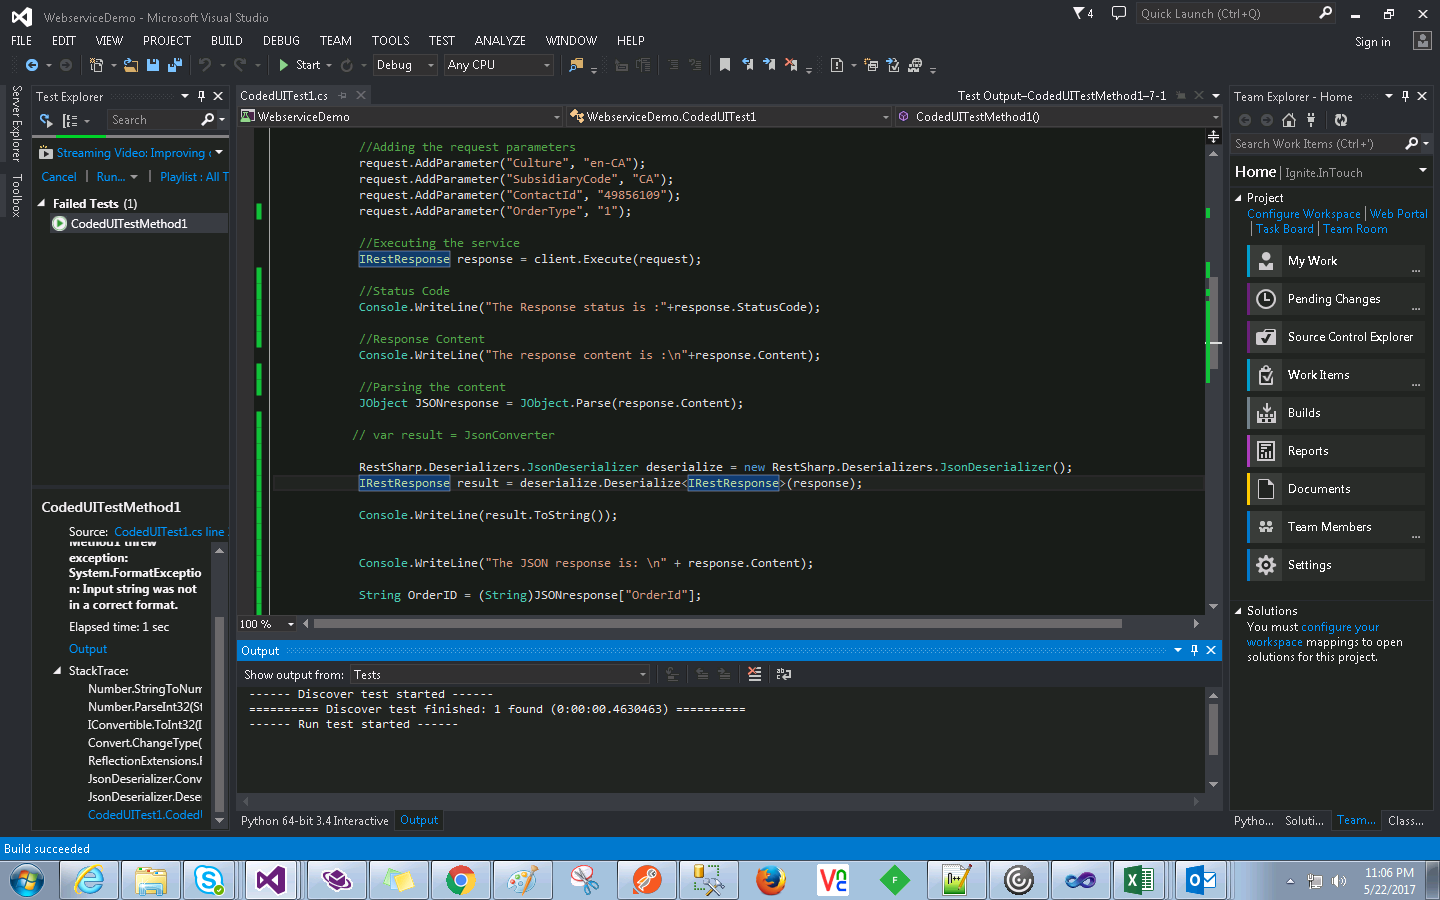 WebserviceDemo - Microsoft Visual Studio
4
Quick Launch (Ctrl+Q)
FILE EDIT VIEW PROJECT BUILD DEBUG TEAM TOOLS TEST ANALYZE WINDOW HELP
Sign in
Start Debug Any CPU
Server Explorer
Toolbox
Test Explorer
Search
Streaming Video: Improving
Cancel | Run... | Playlist : All T
Failed Tests (1)
CodedUITestMethod1
CodedUITestMethod1
Source: CodedUITest1.cs line
Method1 threw
exception:
System.FormatExceptio
n: Input string was not
in a correct format.
Elapsed time: 1 sec
Output
StackTrace:
Number.StringToNum
Number.ParseInt32(St
IConvertible.ToInt32(I
Convert.ChangeType(
ReflectionExtensions.F
JsonDeserializer.Conv
JsonDeserializer.Dese
CodedUITest1.CodedU
CodedUITest1.cs
Test Output–CodedUITestMethod1–7-1
WebserviceDemo
WebserviceDemo.CodedUITest1
CodedUITestMethod1()
//Adding the request parameters
request.AddParameter("Culture", "en-CA");
request.AddParameter("SubsidiaryCode", "CA");
request.AddParameter("ContactId", "49856109");
request.AddParameter("OrderType", "1");
//Executing the service
IRestResponse response = client.Execute(request);
//Status Code
Console.WriteLine("The Response status is :"+response.StatusCode);
//Response Content
Console.WriteLine("The response content is :\n"+response.Content);
//Parsing the content
JObject JSONresponse = JObject.Parse(response.Content);
// var result = JsonConverter
RestSharp.Deserializers.JsonDeserializer deserialize = new RestSharp.Deserializers.JsonDeserializer();
IRestResponse result = deserialize.Deserialize<IRestResponse>(response);
Console.WriteLine(result.ToString());
Console.WriteLine("The JSON response is: \n" + response.Content);
String OrderID = (String)JSONresponse["OrderId"];
100 %
Output
Show output from: Tests
------ Discover test started ------
========== Discover test finished: 1 found (0:00:00.4630463) ==========
------ Run test started ------
Python 64-bit 3.4 Interactive
Output
Team Explorer - Home
Search Work Items (Ctrl+')
Home | Ignite.InTouch
Project
Configure Workspace | Web Portal
| Task Board | Team Room
My Work
...
Pending Changes
...
Source Control Explorer
Work Items
...
Builds
Reports
Documents
Team Members
...
Settings
Solutions
You must configure your
workspace mappings to open
solutions for this project.
Pytho... Soluti... Team... Class...
Build succeeded
11:06 PM
5/22/2017